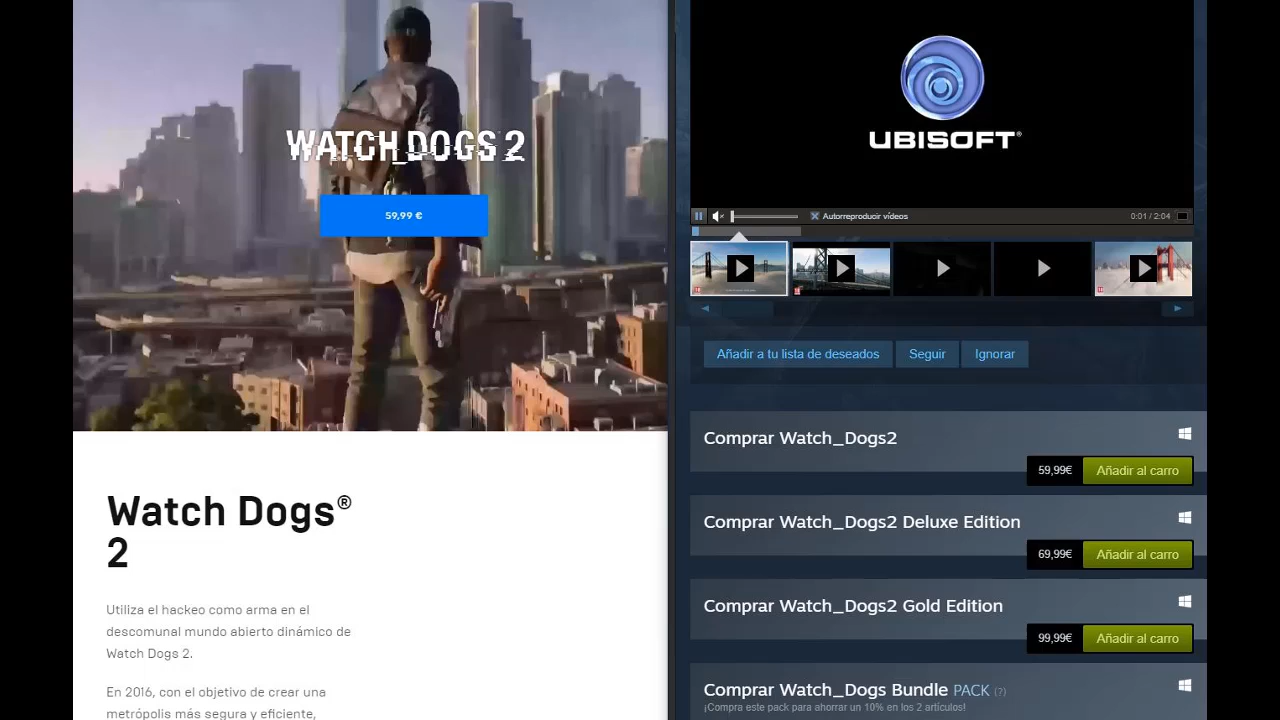 WATCH_DOGS 2
59,99 €
Watch Dogs®
2
Utiliza el hackeo como arma en el
descomunal mundo abierto dinámico de
Watch Dogs 2.
En 2016, con el objetivo de crear una
metrópolis más segura y eficiente,
UBISOFT®
Autorreproducir vídeos
0:01 / 2:04
Añadir a tu lista de deseados
Seguir
Ignorar
Comprar Watch_Dogs2
59,99€
Añadir al carro
Comprar Watch_Dogs2 Deluxe Edition
69,99€
Añadir al carro
Comprar Watch_Dogs2 Gold Edition
99,99€
Añadir al carro
Comprar Watch_Dogs Bundle PACK (?)
¡Compra este pack para ahorrar un 10% en los 2 artículos!